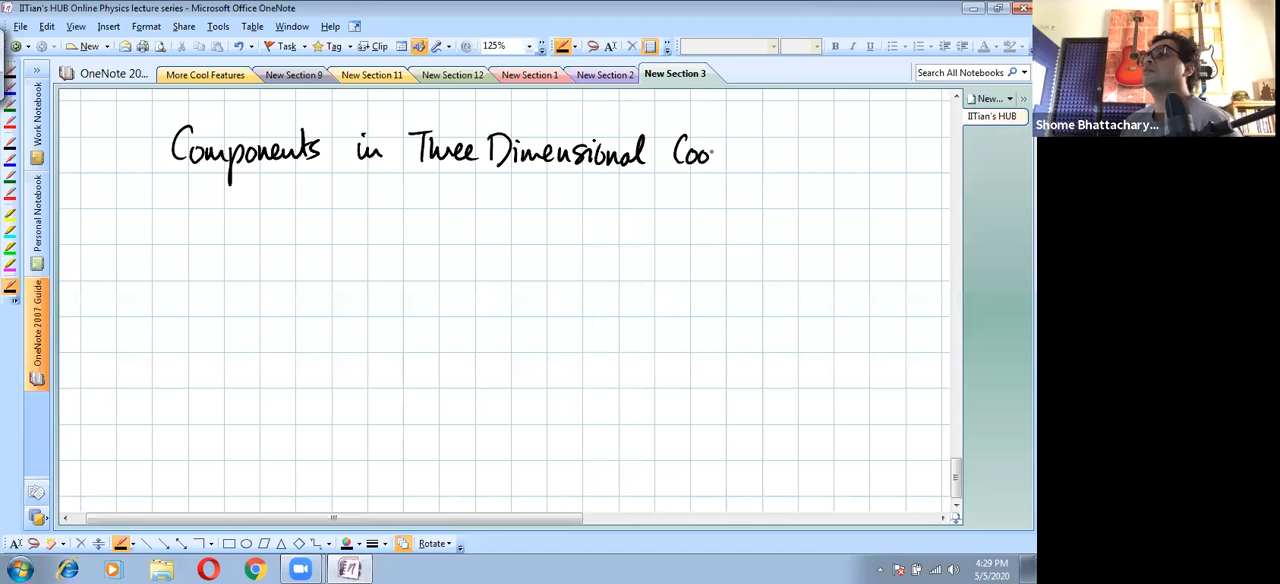 IITian's HUB Online Physics lecture series - Microsoft Office OneNote
File Edit View Insert Format Share Tools Table Window Help
New Task Tag Clip 125% B I U
OneNote 20... More Cool Features New Section 9 New Section 11 New Section 12 New Section 1 New Section 2 New Section 3 Search All Notebooks New...
IITian's HUB
Work Notebook
Personal Notebook
OneNote 2007 Guide
Components in Three Dimensional Coo
Shome Bhattachary...
Rotate
4:29 PM
5/5/2020